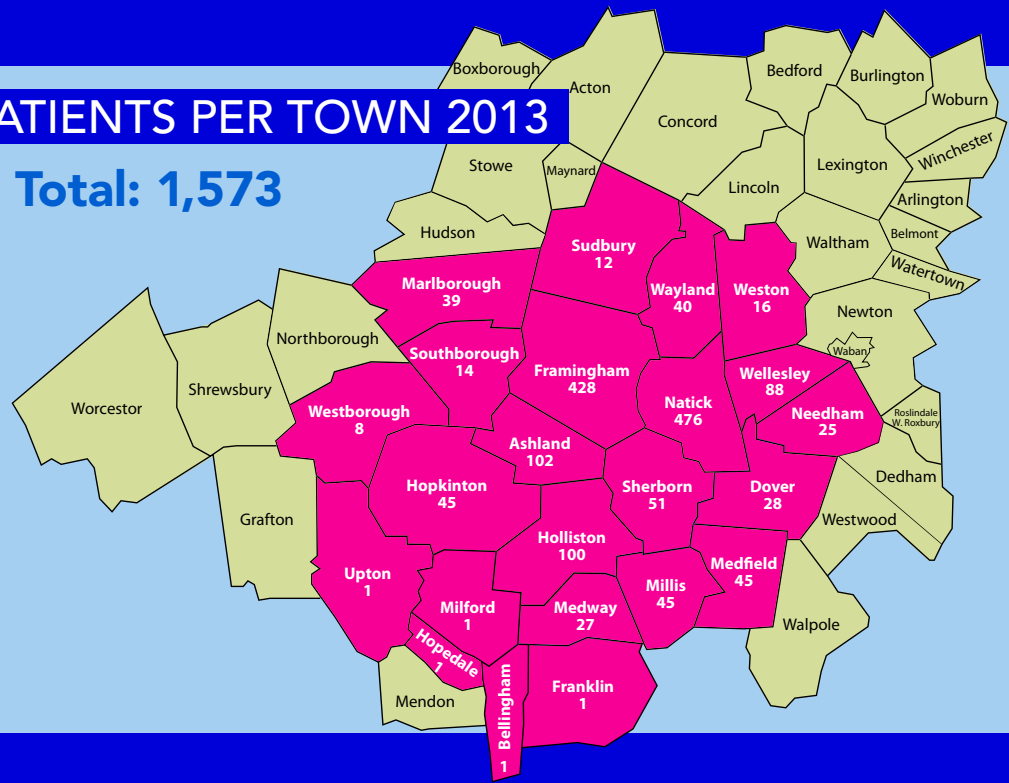 ATIENTS PER TOWN 2013
Total: 1,573
Boxborough
Acton
Bedford
Burlington
Woburn
Concord
Winchester
Stowe
Maynard
Lincoln
Lexington
Arlington
Hudson
Sudbury
12
Waltham
Belmont
Watertown
Marlborough
39
Wayland
40
Weston
16
Newton
Northborough
Waban
Southborough
14
Framingham
428
Wellesley
88
Shrewsbury
Worcestor
Westborough
8
Natick
476
Needham
25
Roslindale
W. Roxbury
Ashland
102
Dedham
Hopkinton
45
Sherborn
51
Dover
28
Grafton
Westwood
Holliston
100
Upton
1
Medfield
45
Milford
1
Medway
27
Millis
45
Walpole
Hopedale
1
Mendon
Bellingham
1
Franklin
1